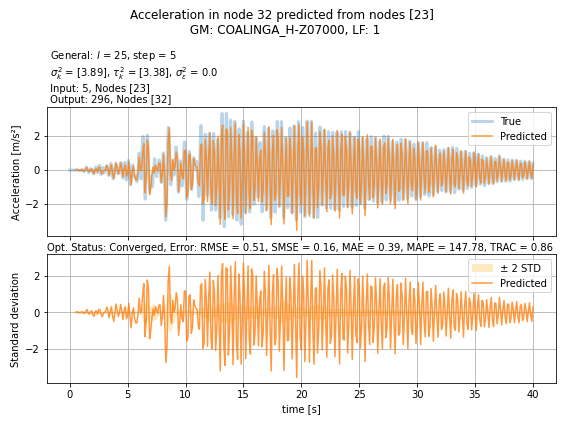 Acceleration in node 32 predicted from nodes [23]
GM: COALINGA_H-Z07000, LF: 1
General: l = 25, step = 5
σ²ₖ = [3.89], τ²ₖ = [3.38], σ²ε = 0.0
Input: 5, Nodes [23]
Output: 296, Nodes [32]
Acceleration [m/s²]
2
0
−2
True
Predicted
Opt. Status: Converged, Error: RMSE = 0.51, SMSE = 0.16, MAE = 0.39, MAPE = 147.78, TRAC = 0.86
Standard deviation
2
0
−2
± 2 STD
Predicted
0 5 10 15 20 25 30 35 40
time [s]